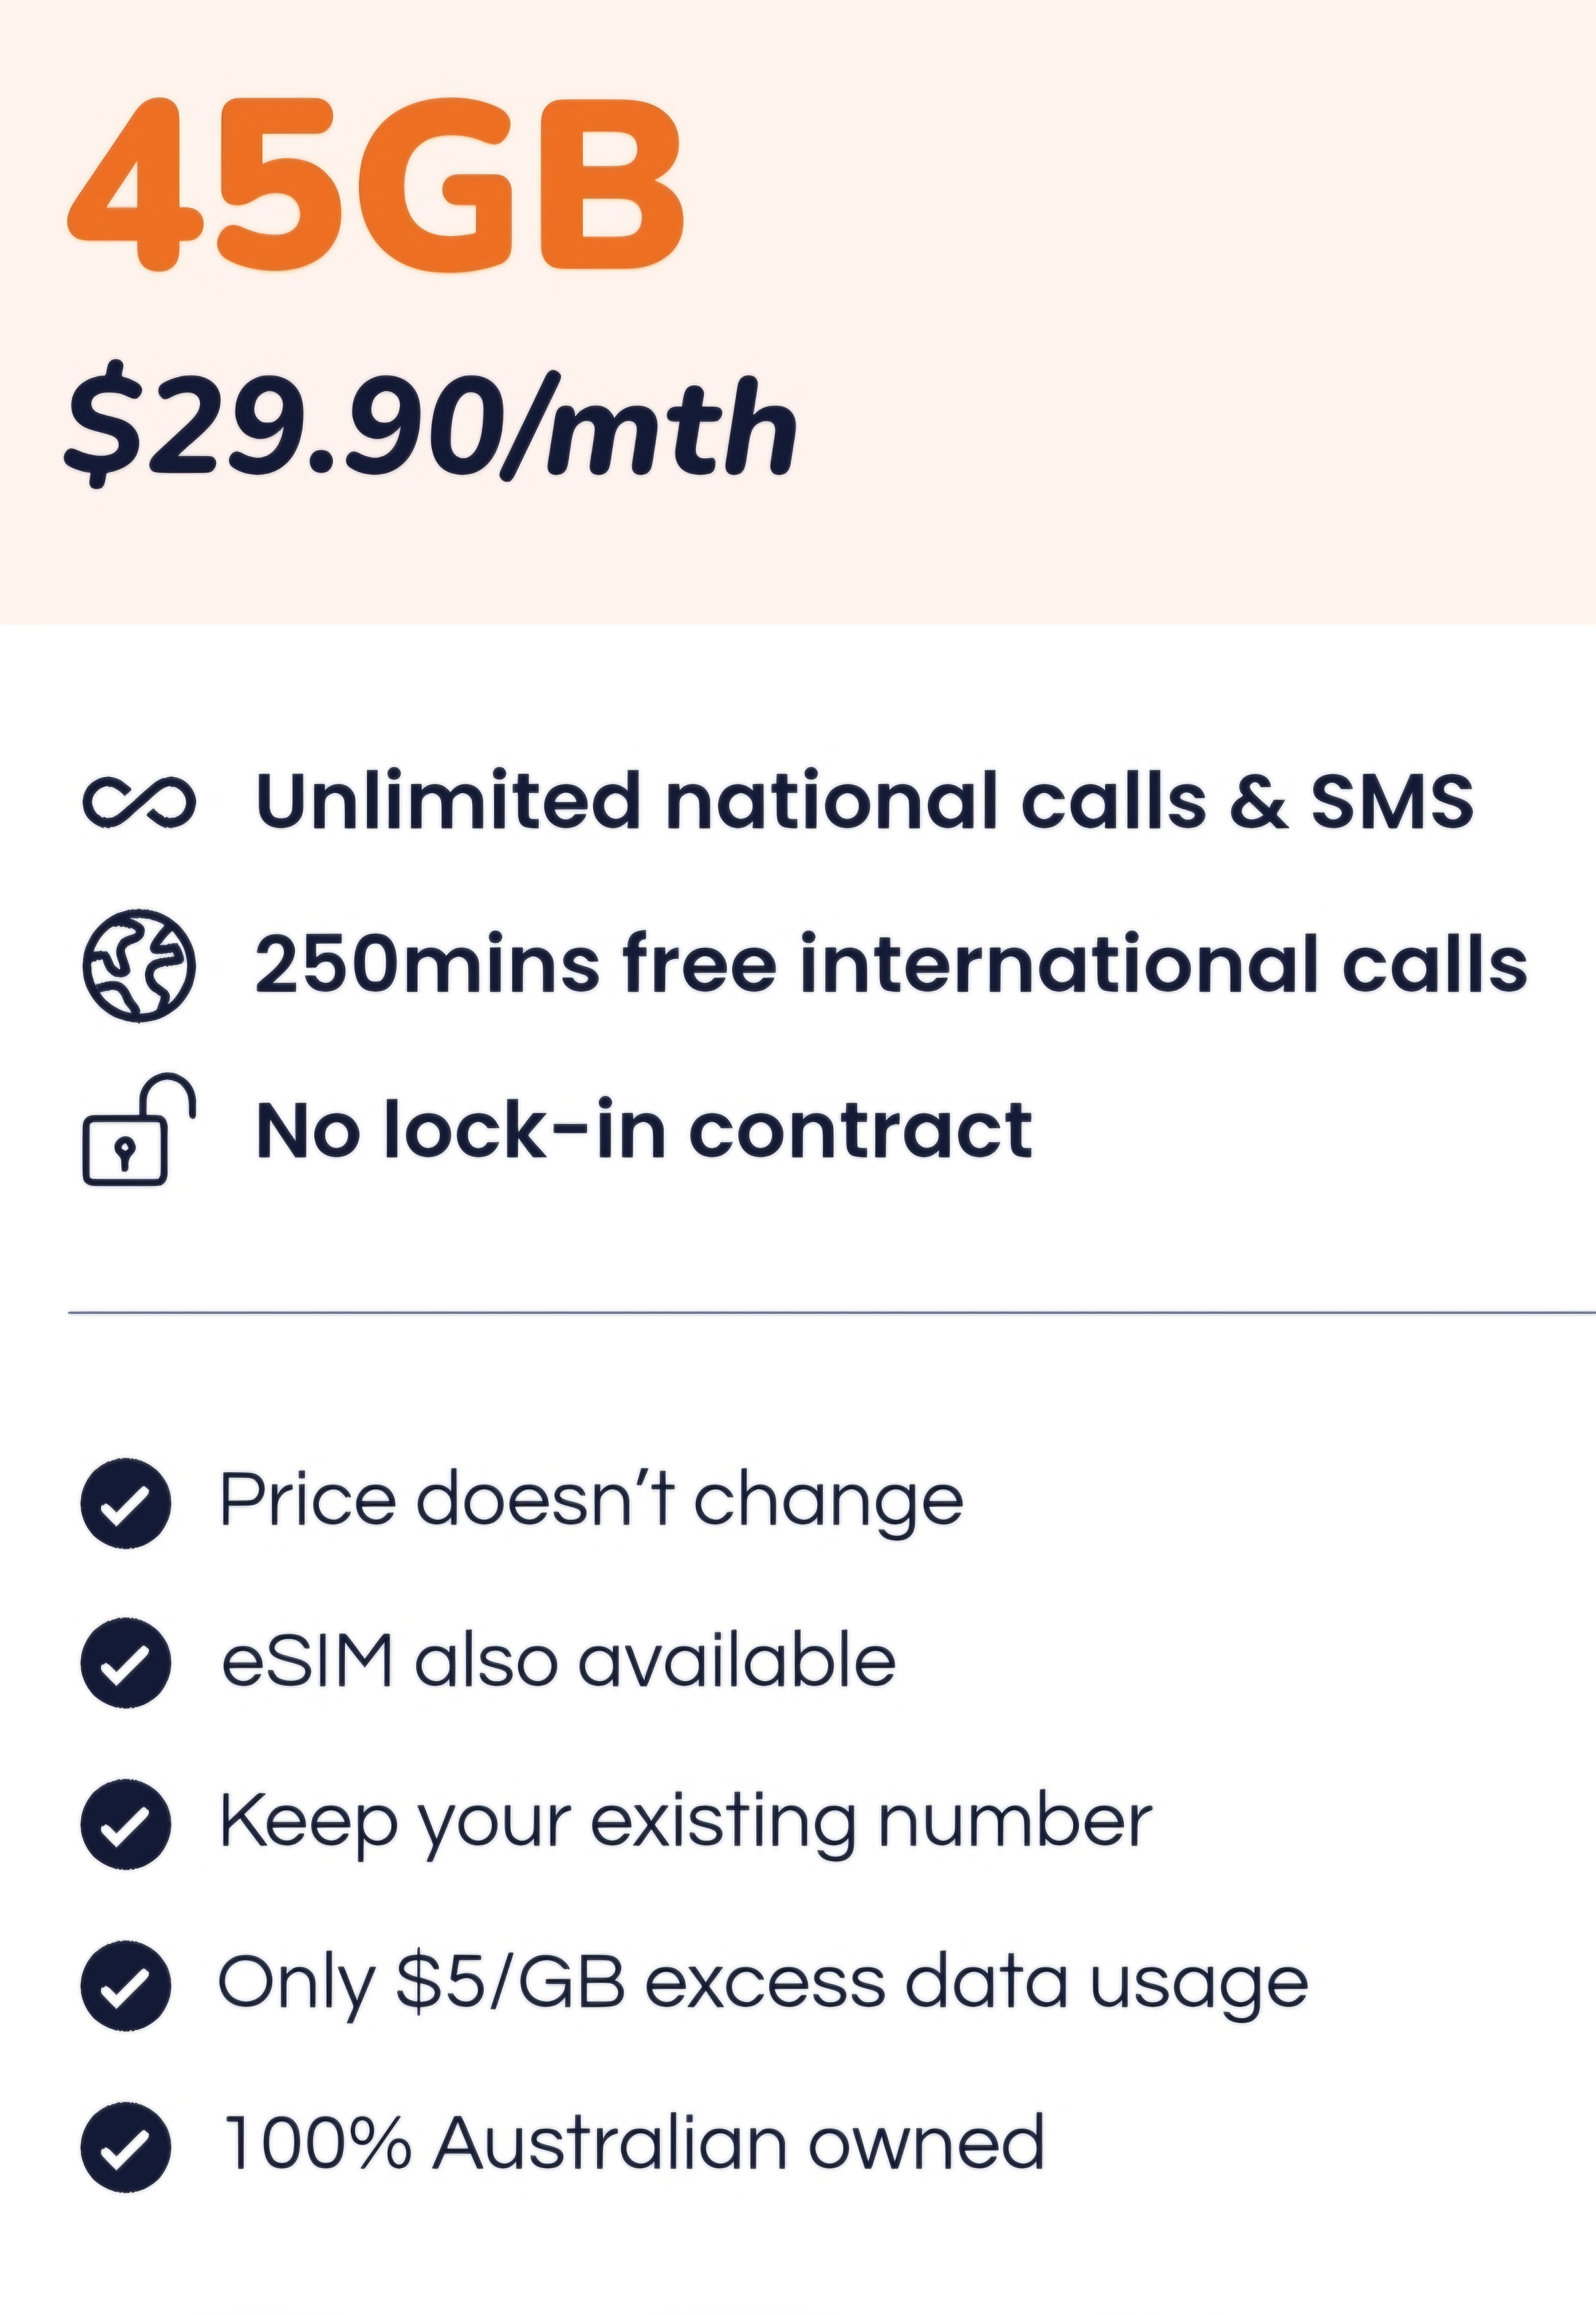 45GB
$29.90/mth
Unlimited national calls & SMS
250mins free international calls
No lock-in contract
Price doesn’t change
eSIM also available
Keep your existing number
Only $5/GB excess data usage
100% Australian owned